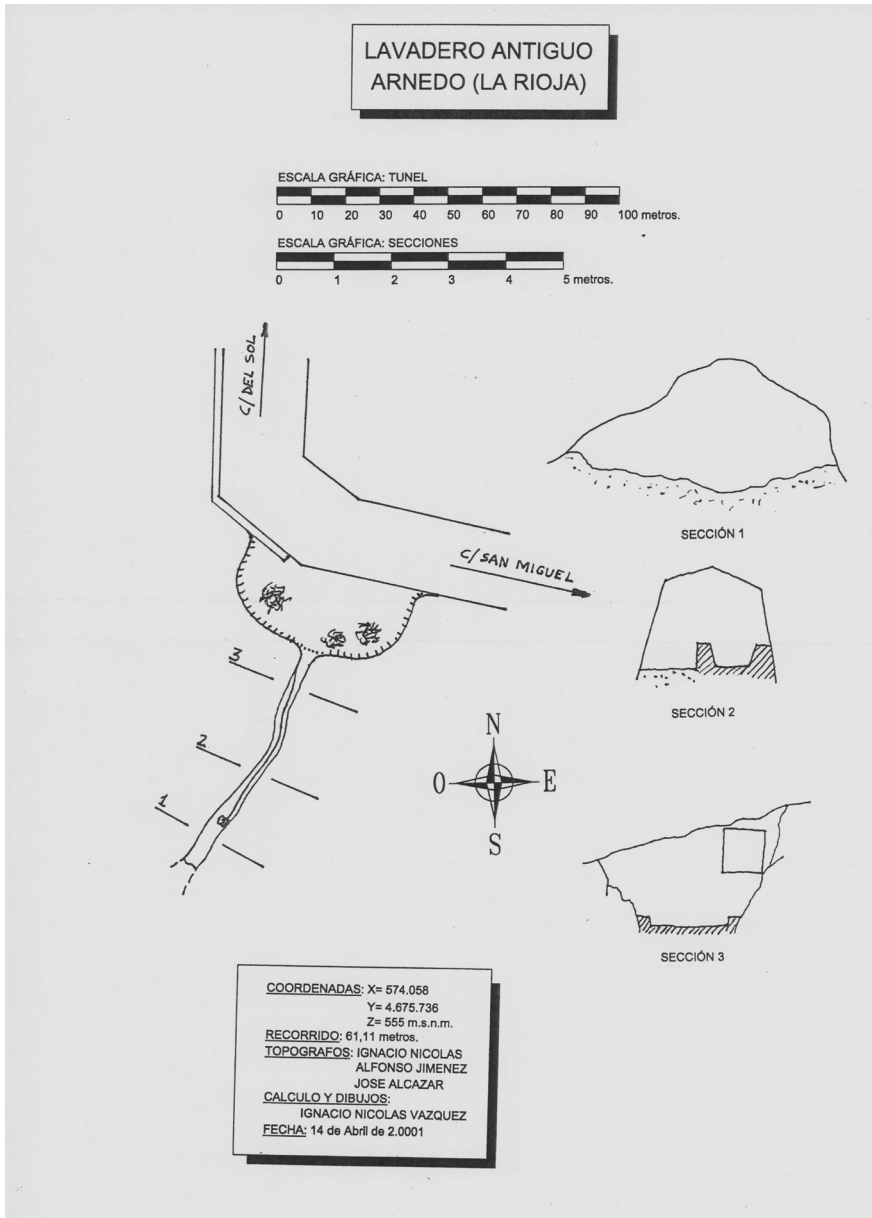 LAVADERO ANTIGUO
ARNEDO (LA RIOJA)
ESCALA GRÁFICA: TUNEL
0 10 20 30 40 50 60 70 80 90 100 metros.
ESCALA GRÁFICA: SECCIONES
0 1 2 3 4 5 metros.
C/DEL SOL
C/SAN MIGUEL
SECCIÓN 1
3
2
1
SECCIÓN 2
N
O E
S
SECCIÓN 3
COORDENADAS: X= 574.058
Y= 4.675.736
Z= 555 m.s.n.m.
RECORRIDO: 61,11 metros.
TOPOGRAFOS: IGNACIO NICOLAS
ALFONSO JIMENEZ
JOSE ALCAZAR
CALCULO Y DIBUJOS:
IGNACIO NICOLAS VAZQUEZ
FECHA: 14 de Abril de 2.0001